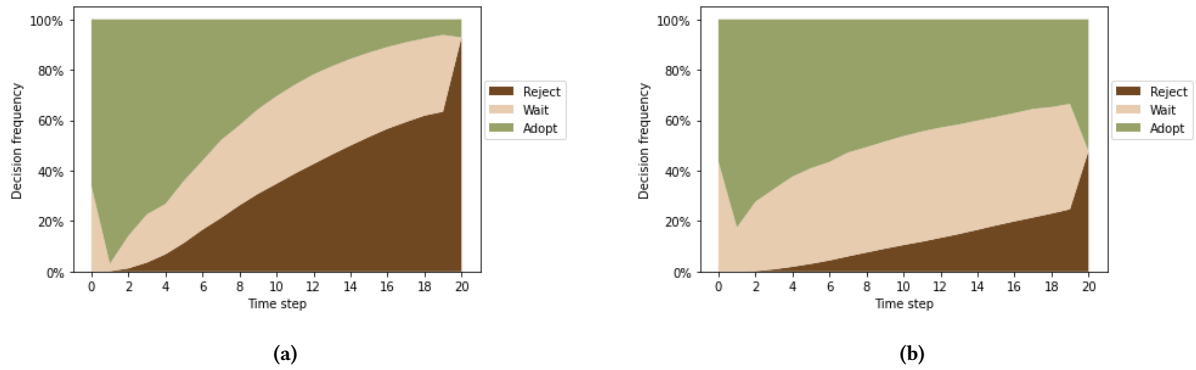 100%
80%
60%
40%
20%
0%
Decision frequency
0 2 4 6 8 10 12 14 16 18 20
Time step
Reject
Wait
Adopt
(a)
100%
80%
60%
40%
20%
0%
Decision frequency
0 2 4 6 8 10 12 14 16 18 20
Time step
Reject
Wait
Adopt
(b)